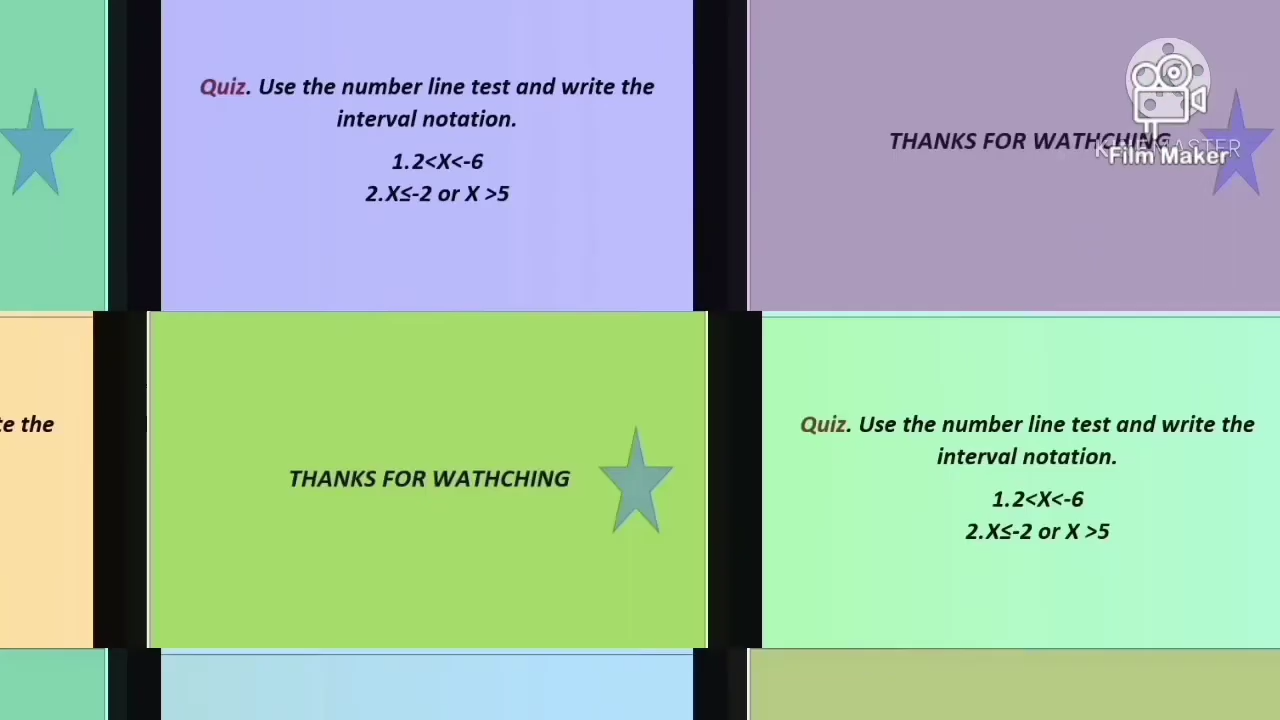 Quiz. Use the number line test and write the
interval notation.
1.2<X<-6
2.X≤-2 or X >5
THANKS FOR WATHCHING
KINEMASTER
Film Maker
te the
THANKS FOR WATHCHING
Quiz. Use the number line test and write the
interval notation.
1.2<X<-6
2.X≤-2 or X >5